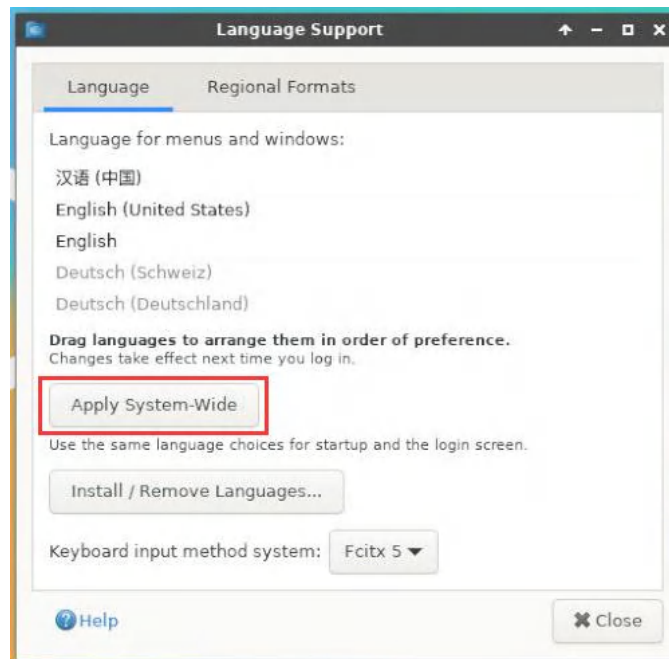 Language Support
Language Regional Formats
Language for menus and windows:
汉语 (中国)
English (United States)
English
Deutsch (Schweiz)
Deutsch (Deutschland)
Drag languages to arrange them in order of preference.
Changes take effect next time you log in.
Apply System-Wide
Use the same language choices for startup and the login screen.
Install / Remove Languages...
Keyboard input method system: Fcitx 5
Help Close